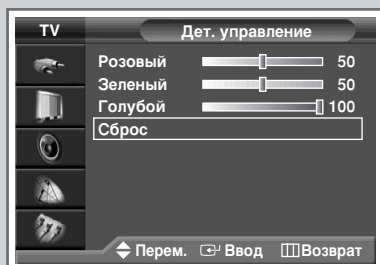 TV Дет. управление
Розовый 50
Зеленый 50
Голубой 100
Сброс
Перем. Ввод Возврат